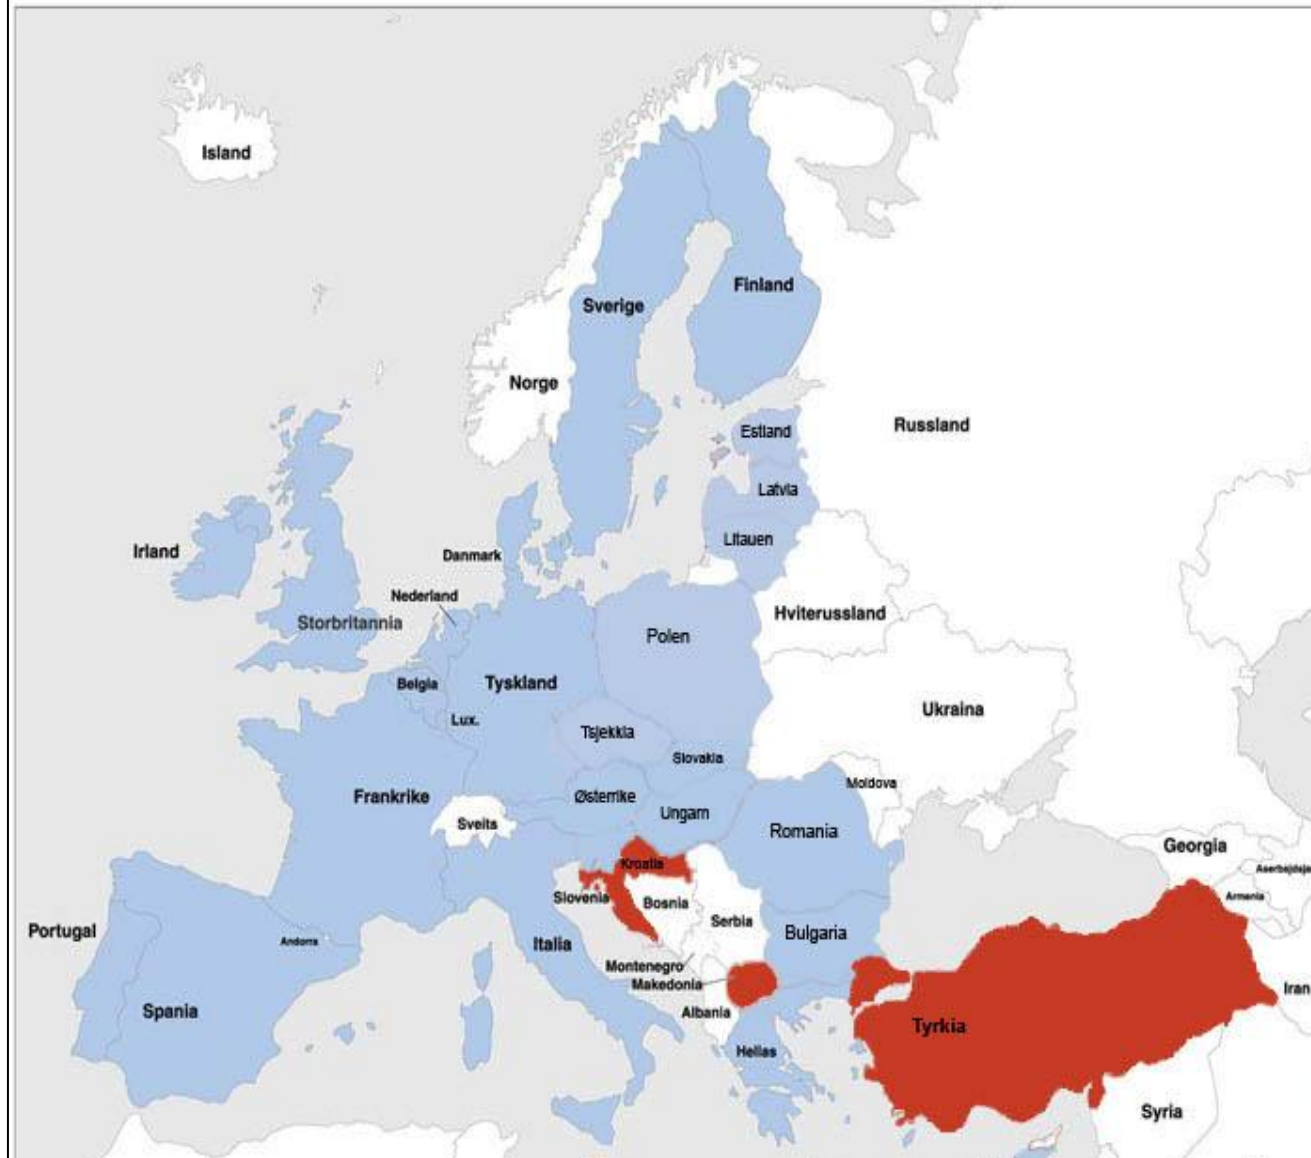 Island
Finland
Sverige
Norge
Russland
Estland
Latvia
Litauen
Irland
Danmark
Nederland
Storbritannia
Hviterussland
Polen
Belgia
Tyskland
Lux.
Ukraina
Tsjekkia
Slovakia
Moldova
Frankrike
Østerrike
Ungarn
Sveits
Romania
Georgia
Kroatia
Aserbajdsja
Slovenia
Bosnia
Armenia
Serbia
Portugal
Andorra
Italia
Bulgaria
Montenegro
Makedonia
Iran
Spania
Albania
Tyrkia
Hellas
Syria